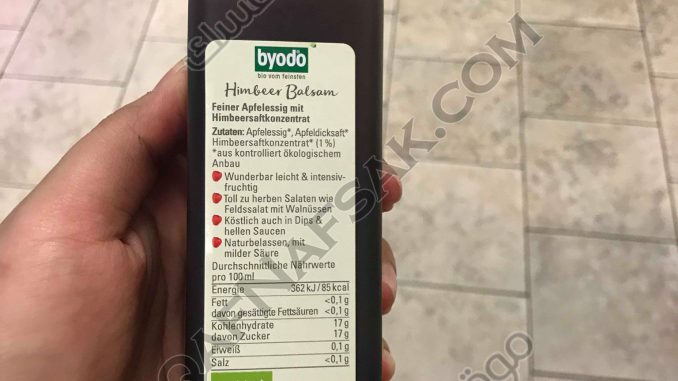 byodo
bio vom feinsten
Himbeer Balsam
Feiner Apfelessig mit
Himbeersaftkonzentrat
Zutaten: Apfelessig*, Apfeldicksaft*
Himbeersaftkonzentrat* (1%)
*aus kontrolliert ökologischem
Anbau
Wunderbar leicht & intensiv-
fruchtig
Toll zu herben Salaten wie
Feldsalat mit Walnüssen
Köstlich auch in Dips &
hellen Saucen
Naturbelassen, mit
milder Säure
Durchschnittliche Nährwerte
pro 100ml
Energie 362 kJ/85 kcal
Fett <0,1 g
davon gesättigte Fettsäuren <0,1 g
Kohlenhydrate 17 g
davon Zucker 17 g
Eiweiß 0,1 g
Salz <0,1 g
QAFNAFSAK.COM